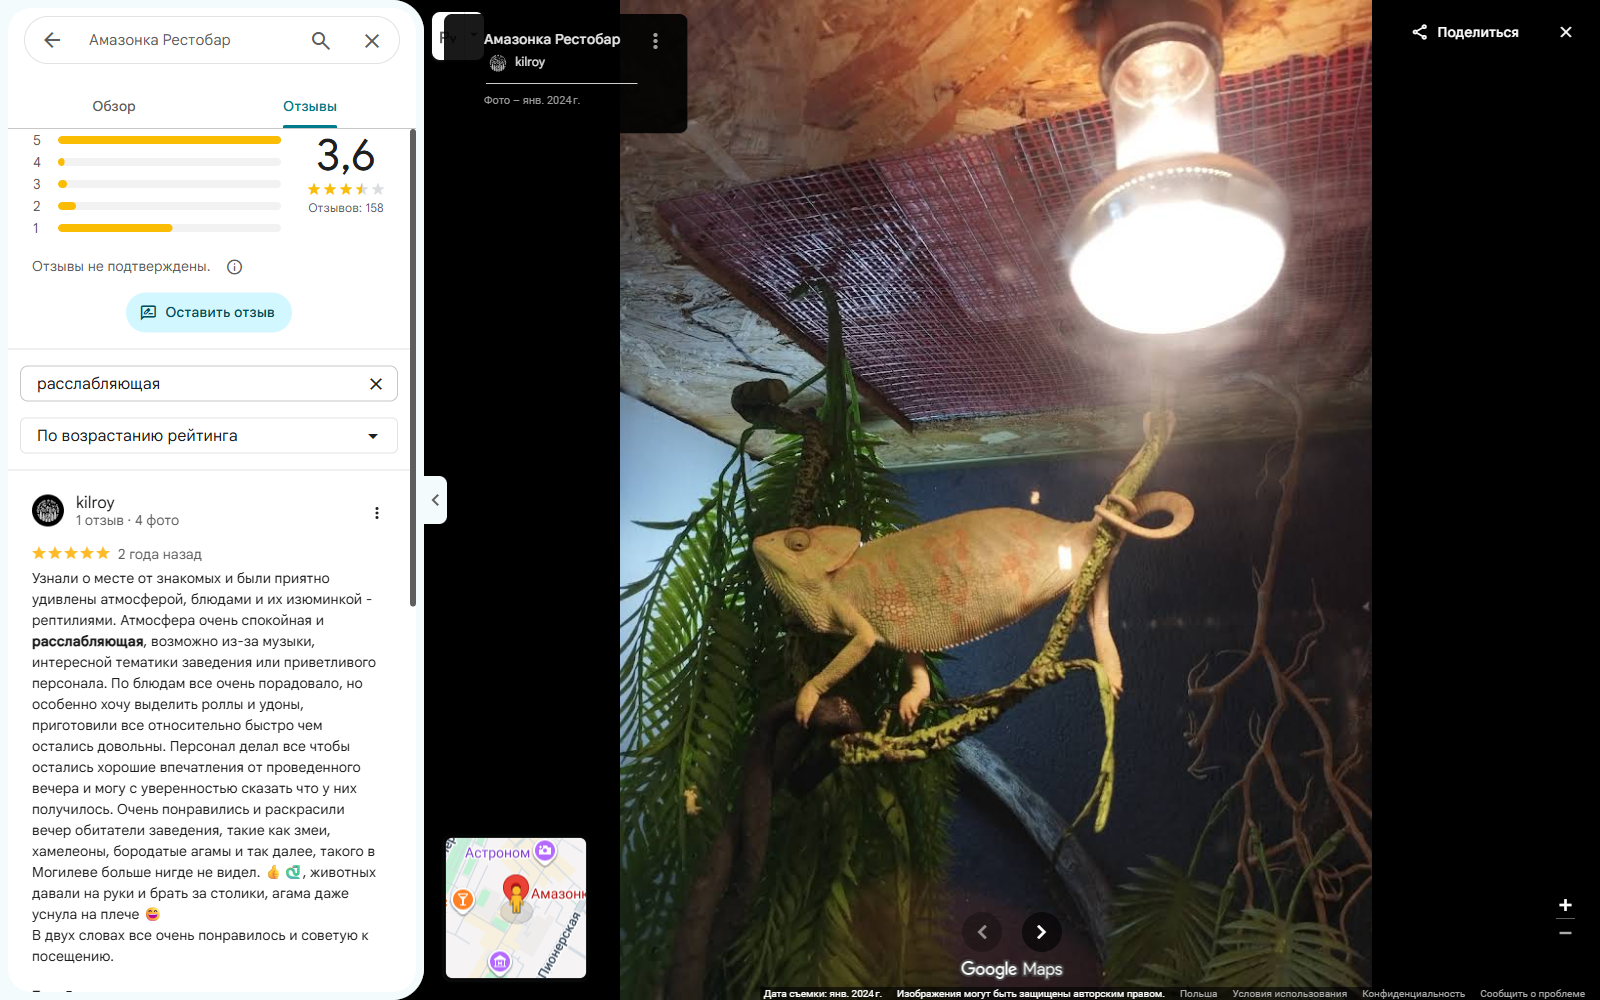 Амазонка Рестобар
Обзор
Отзывы
5
4
3
2
1
3,6
Отзывов: 158
Отзывы не подтверждены.
Оставить отзыв
расслабляющая
По возрастанию рейтинга
kilroy
1 отзыв · 4 фото
2 года назад
Узнали о месте от знакомых и были приятно
удивлены атмосферой, блюдами и их изюминкой -
рептилиями. Атмосфера очень спокойная и
расслабляющая, возможно из-за музыки,
интересной тематики заведения или приветливого
персонала. По блюдам все очень порадовало, но
особенно хочу выделить роллы и удоны,
приготовили все относительно быстро чем
остались довольны. Персонал делал все чтобы
остались хорошие впечатления от проведенного
вечера и могу с уверенностью сказать что у них
получилось. Очень понравились и раскрасили
вечер обитатели заведения, такие как змеи,
хамелеоны, бородатые агамы и так далее, такого в
Могилеве больше нигде не видел. 👍 🐉, животных
давали на руки и брать за столики, агама даже
уснула на плече 😄
В двух словах все очень понравилось и советую к
посещению.
Амазонка Рестобар
kilroy
Фото – янв. 2024 г.
Поделиться
Астроном
Амазонк
Пионерская
Google Maps
Дата съемки: янв. 2024 г.
Изображения могут быть защищены авторским правом.
Польша
Условия использования
Конфиденциальность
Сообщить о проблеме